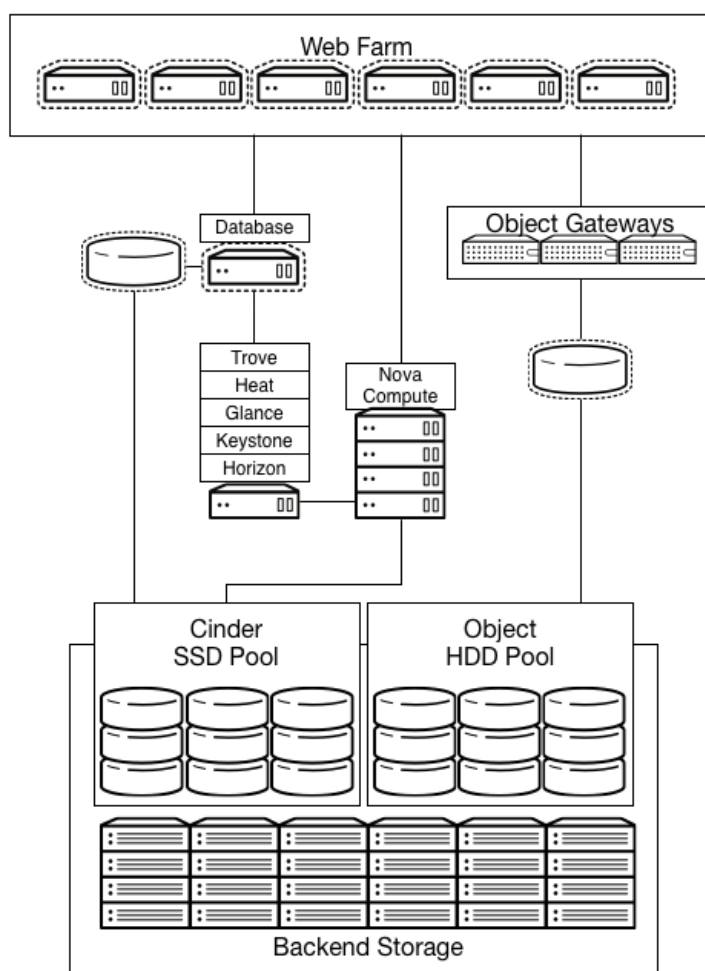 Web Farm
Database
Object Gateways
Trove
Heat
Glance
Keystone
Horizon
Nova
Compute
Cinder
SSD Pool
Object
HDD Pool
Backend Storage